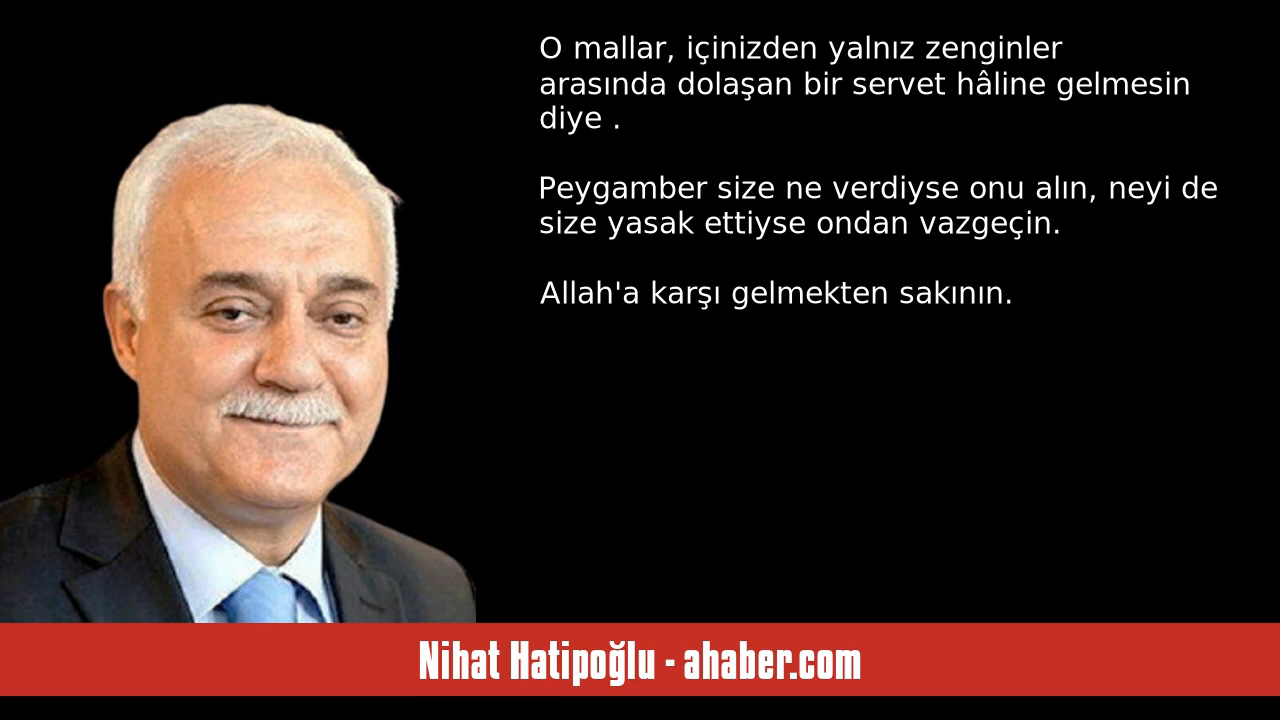 O mallar, içinizden yalnız zenginler
arasında dolaşan bir servet hâline gelmesin
diye .
Peygamber size ne verdiyse onu alın, neyi de
size yasak ettiyse ondan vazgeçin.
Allah'a karşı gelmekten sakının.
Nihat Hatipoğlu - ahaber.com